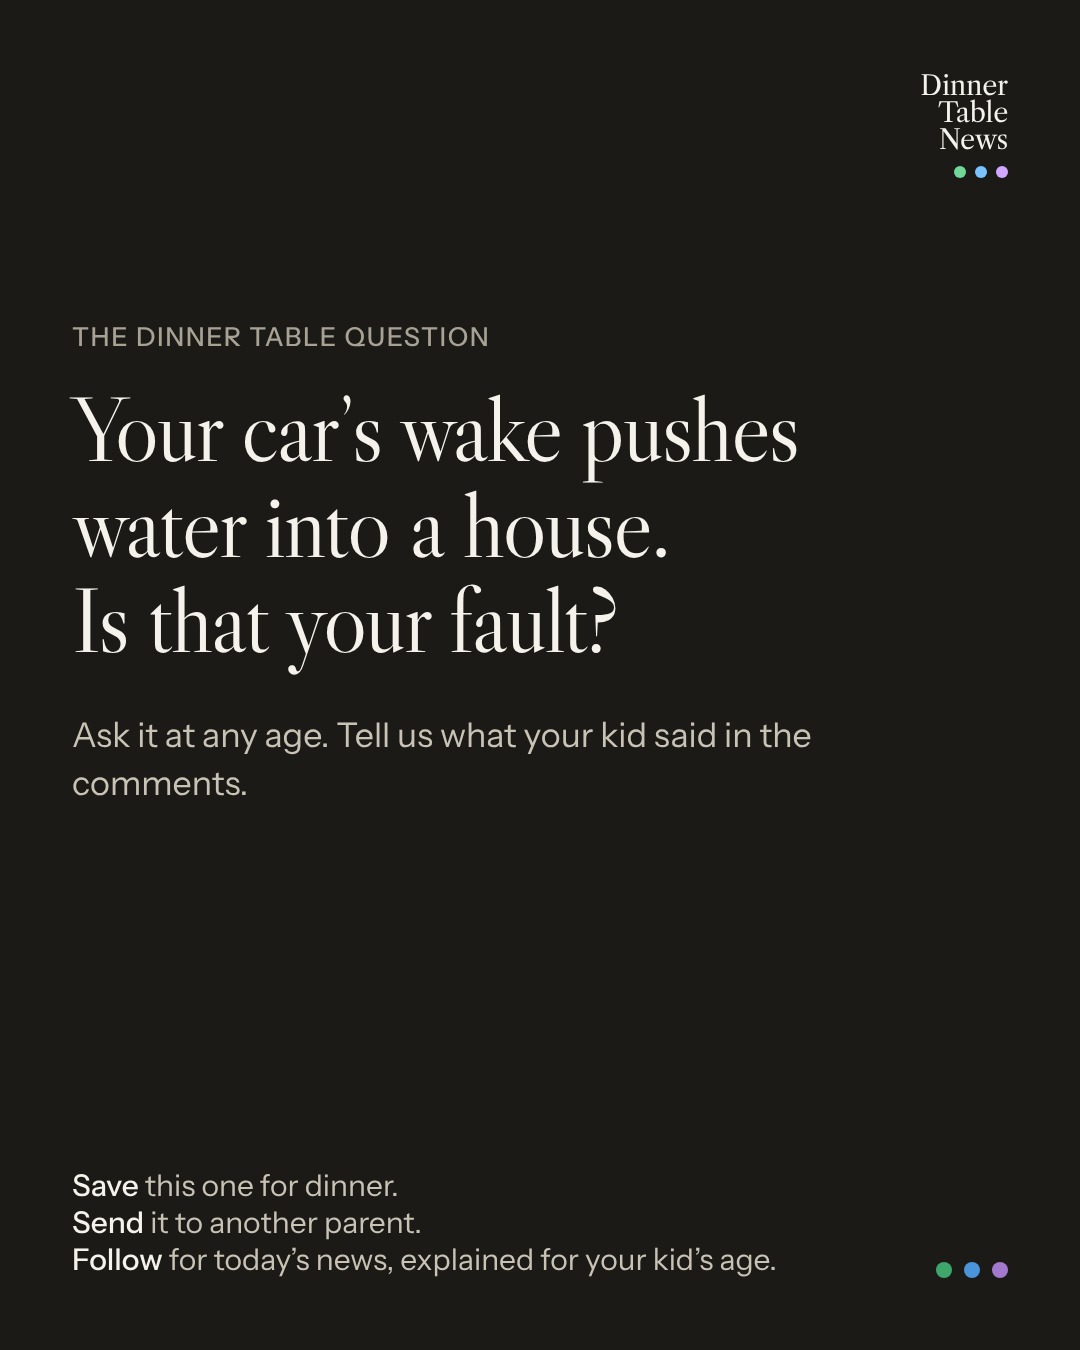 Dinner
Table
News
THE DINNER TABLE QUESTION
Your car’s wake pushes
water into a house.
Is that your fault?
Ask it at any age. Tell us what your kid said in the
comments.
Save this one for dinner.
Send it to another parent.
Follow for today’s news, explained for your kid’s age.